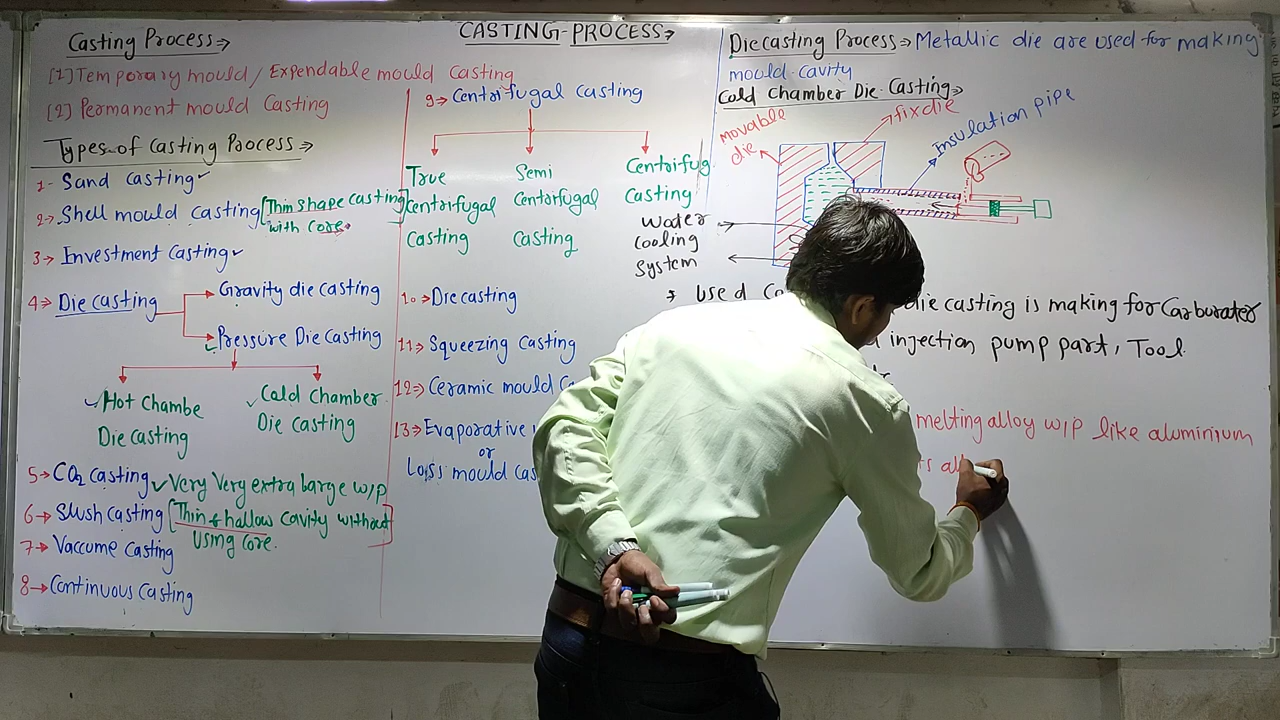 CASTING-PROCESS→
Casting Process→
[1] Temporary mould/Expendable mould Casting
[2] Permanent mould Casting
Types of Casting Process→
1- Sand Casting✓
2→ Shell mould casting [Thin shape casting
with core.]
3→ Investment Casting✓
4→ Die casting
Gravity die casting
Pressure Die Casting
✓Hot Chambe
Die casting
✓Cold Chamber
Die Casting
5→ CO2 casting✓Very Very extra large w/p
6→ Slush casting [Thin & hallow Cavity without
using core.]
7→ Vaccume Casting
8→ Continuous Casting
9→ Centrifugal Casting
True
Centrifugal
Casting
Semi
Centrifugal
Casting
Centrifug
Casting
10→ Die casting
11→ Squeezing Casting
12→ Ceramic mould
13→ Evaporative
or
Loss mould cas
Die casting Process→ Metallic die are used for making
mould cavity
Cold Chamber Die Casting→
movable
die
fix die
Insulation pipe
Water
Cooling
System
Used
die casting is making for Carburater
injection pump part, Tool
melting alloy w/p like aluminium